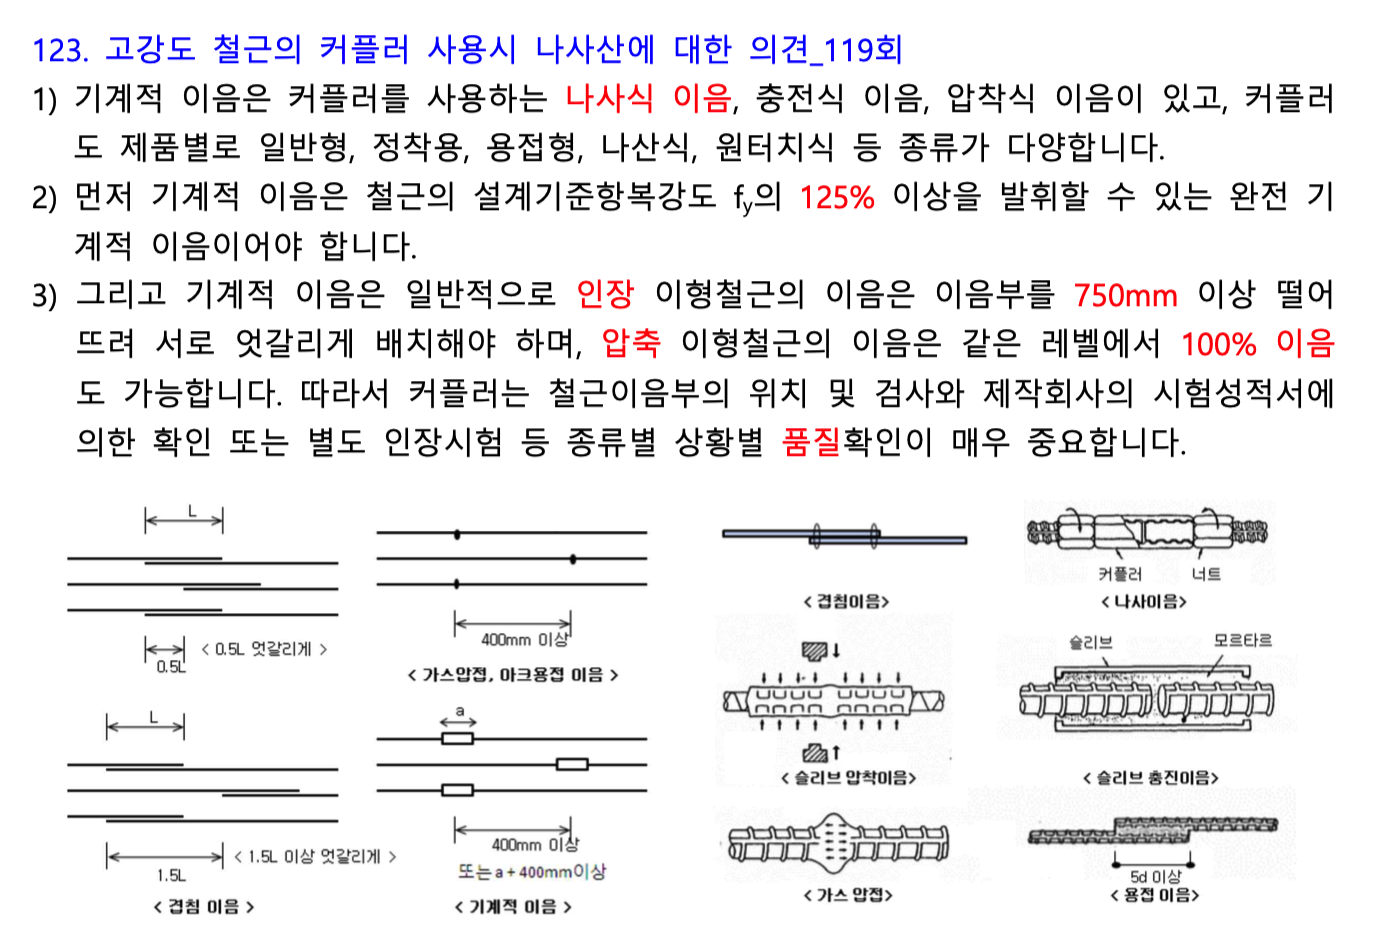 123. 고강도 철근의 커플러 사용시 나사산에 대한 의견_119회
1) 기계적 이음은 커플러를 사용하는 나사식 이음, 충전식 이음, 압착식 이음이 있고, 커플러
도 제품별로 일반형, 정착용, 용접형, 나산식, 원터치식 등 종류가 다양합니다.
2) 먼저 기계적 이음은 철근의 설계기준항복강도 fy의 125% 이상을 발휘할 수 있는 완전 기
계적 이음이어야 합니다.
3) 그리고 기계적 이음은 일반적으로 인장 이형철근의 이음은 이음부를 750mm 이상 떨어
뜨려 서로 엇갈리게 배치해야 하며, 압축 이형철근의 이음은 같은 레벨에서 100% 이음
도 가능합니다. 따라서 커플러는 철근이음부의 위치 및 검사와 제작회사의 시험성적서에
의한 확인 또는 별도 인장시험 등 종류별 상황별 품질확인이 매우 중요합니다.
L
0.5L
< 0.5L 엇갈리게 >
L
1.5L
< 1.5L 이상 엇갈리게 >
< 겹침 이음 >
400mm 이상
< 가스압접, 아크용접 이음 >
a
400mm 이상
또는 a + 400mm이상
< 기계적 이음 >
< 겹침이음>
커플러
너트
< 나사이음>
< 슬리브 압착이음>
슬리브
모르타르
< 슬리브 충진이음>
< 가스 압접>
5d 이상
< 용접 이음>